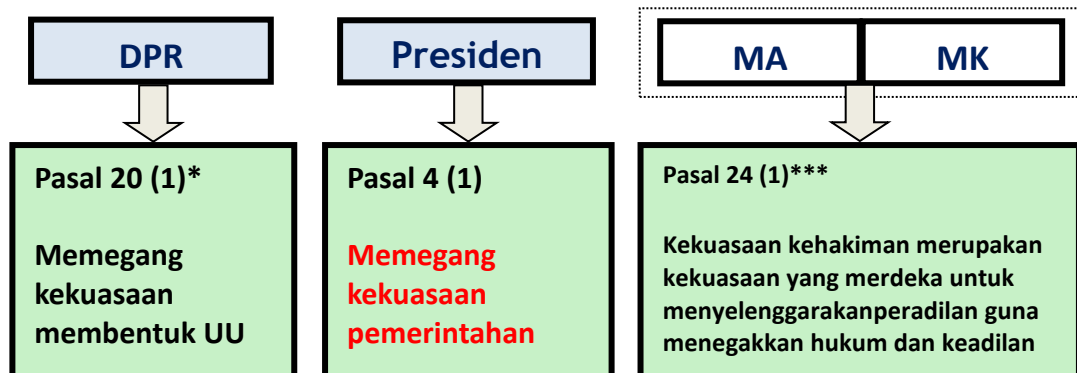 DPR
Presiden
MA
MK
Pasal 20 (1)*
Memegang
kekuasaan
membentuk UU
Pasal 4 (1)
Memegang
kekuasaan
pemerintahan
Pasal 24 (1)***
Kekuasaan kehakiman merupakan
kekuasaan yang merdeka untuk
menyelenggarakanperadilan guna
menegakkan hukum dan keadilan